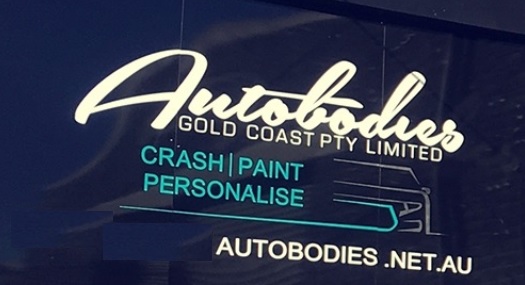 Autobodies
GOLD COAST PTY LIMITED
CRASH | PAINT
PERSONALISE
AUTOBODIES .NET.AU